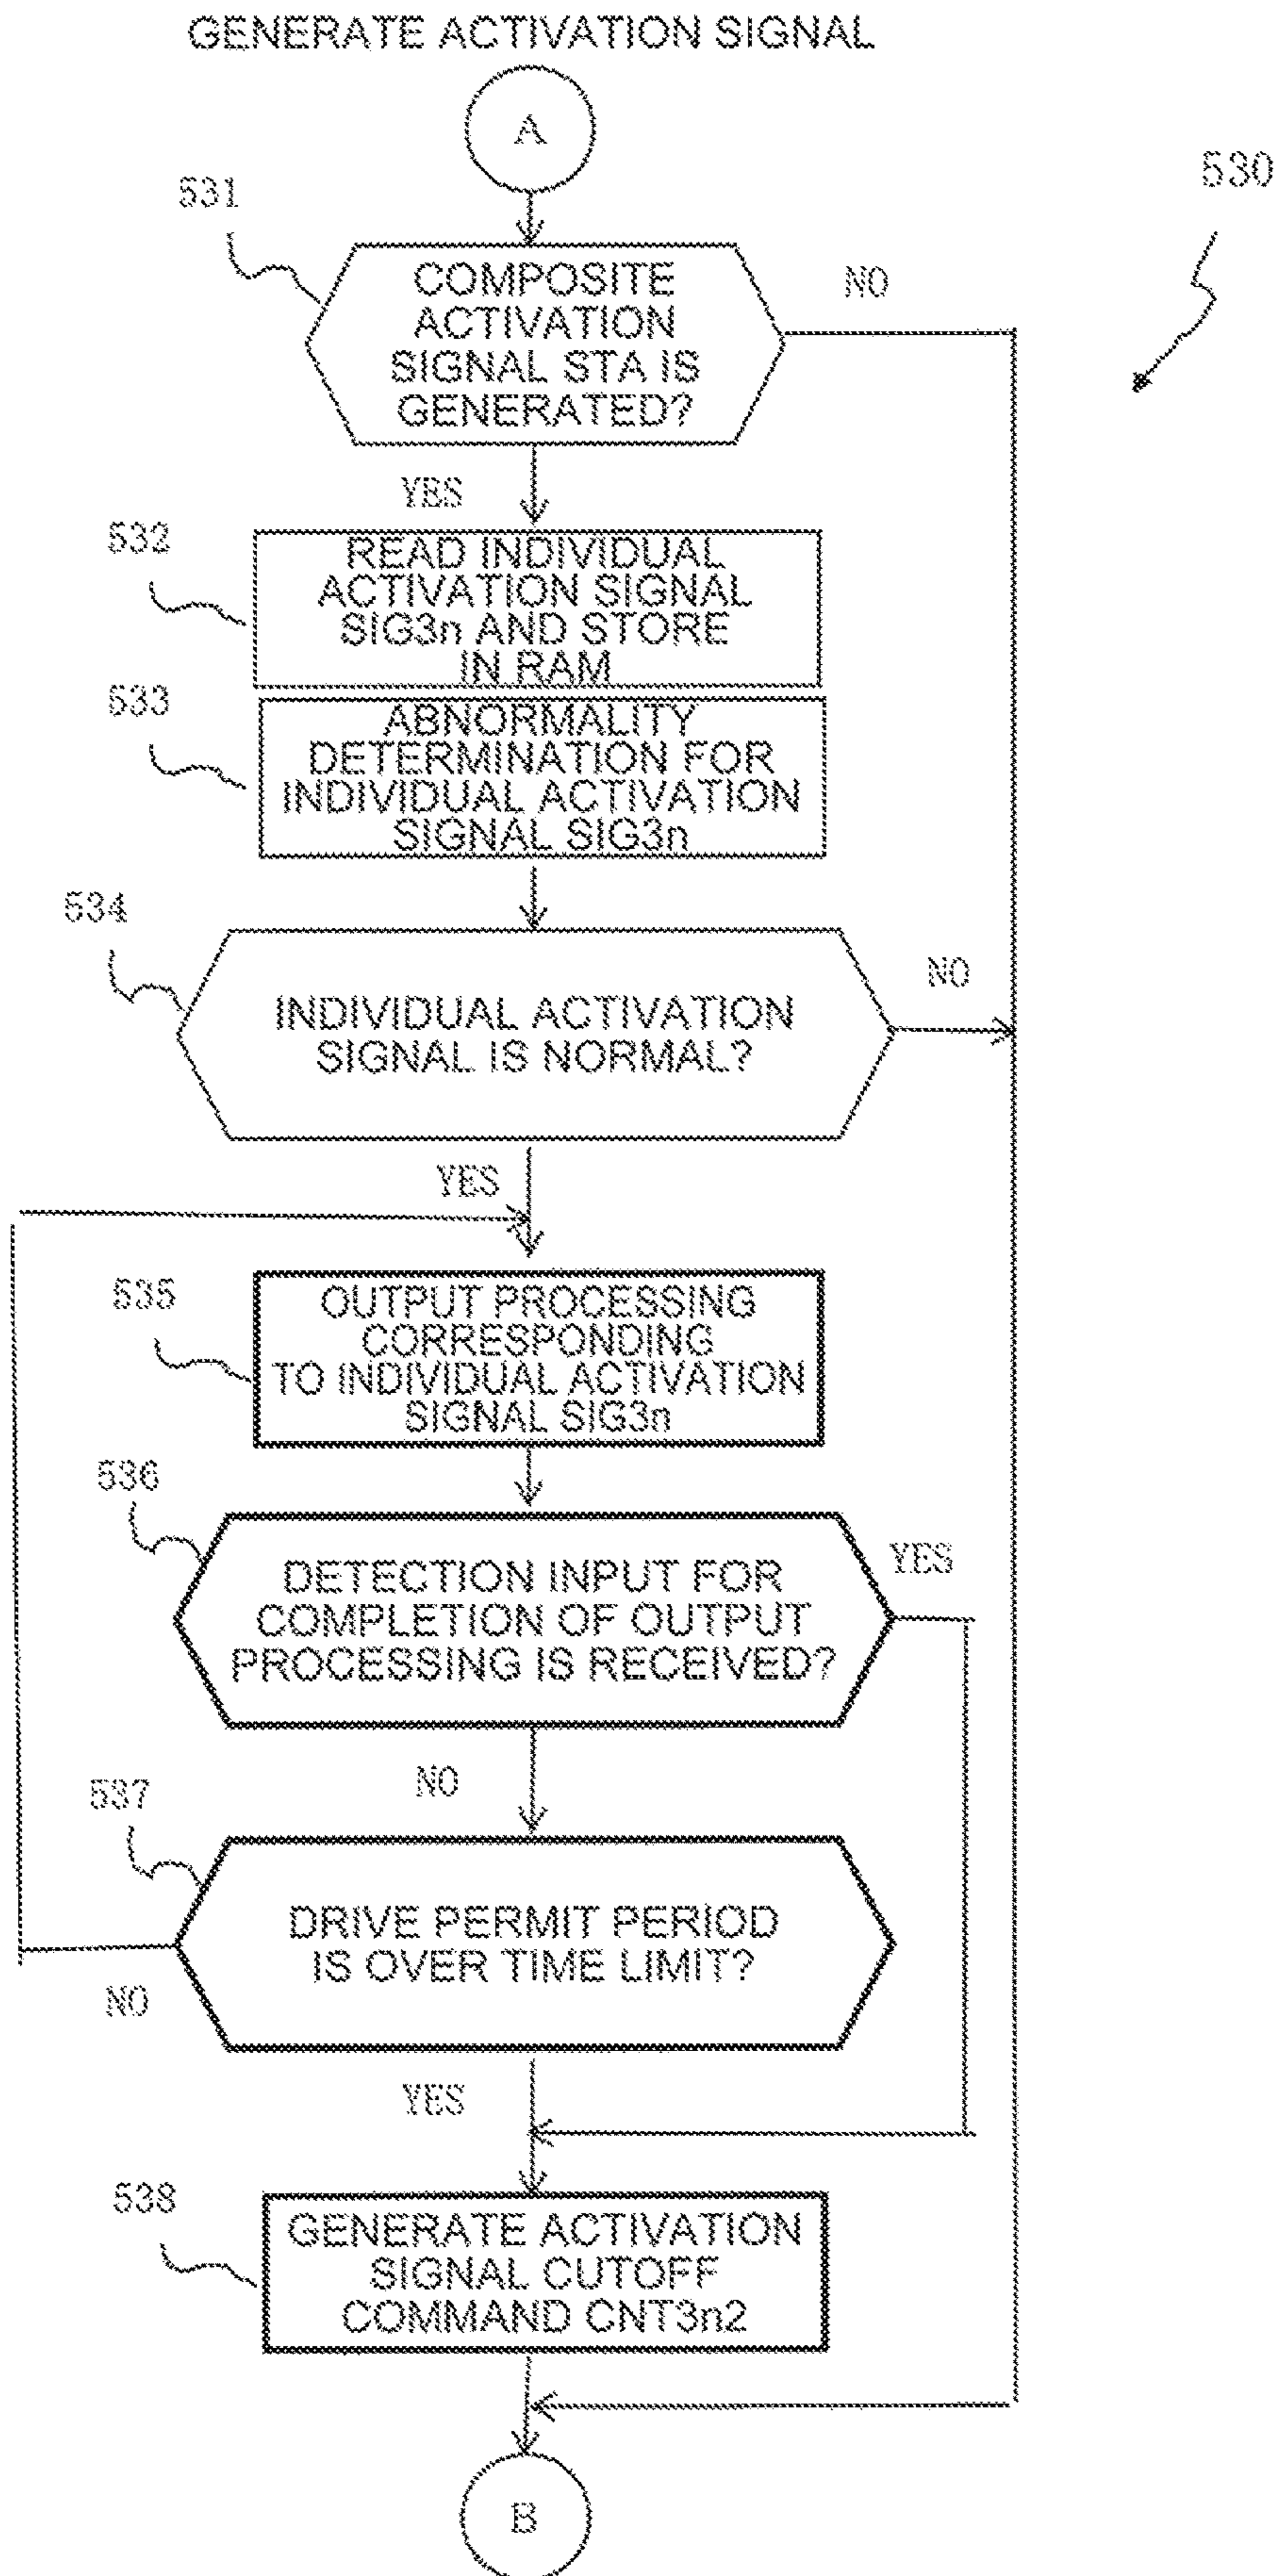 GENERATE ACTIVATION SIGNAL
A
530
531
COMPOSITE
ACTIVATION
SIGNAL STA IS
GENERATED?
NO
YES
532
READ INDIVIDUAL
ACTIVATION SIGNAL
SIG3n AND STORE
IN RAM
533
ABNORMALITY
DETERMINATION FOR
INDIVIDUAL ACTIVATION
SIGNAL SIG3n
534
INDIVIDUAL ACTIVATION
SIGNAL IS NORMAL?
NO
YES
535
OUTPUT PROCESSING
CORRESPONDING
TO INDIVIDUAL ACTIVATION
SIGNAL SIG3n
536
DETECTION INPUT FOR
COMPLETION OF OUTPUT
PROCESSING IS RECEIVED?
YES
NO
537
DRIVE PERMIT PERIOD
IS OVER TIME LIMIT?
NO
YES
538
GENERATE ACTIVATION
SIGNAL CUTOFF
COMMAND CNT3n2
B